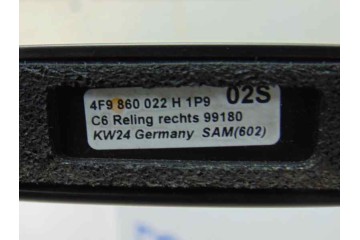 4F9 860 022 H 1P9 02S
C6 Reling rechts 99180
KW24 Germany SAM(602)